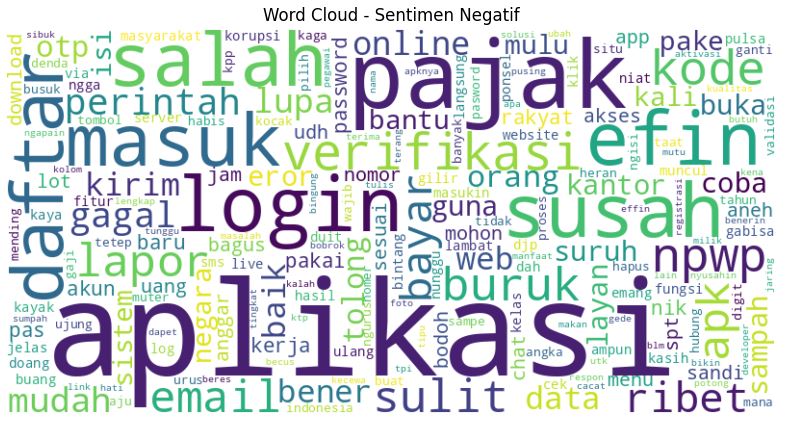 Word Cloud - Sentimen Negatif
sibuk masyarakat korupsi kaga solusi ubah
download isi otp denda via kpp salah pilih pegawai password pajak online mulu ponsel klik app situ niat pake kode pulsa ganti aktivasi
busuk ngga perintah lupa nama apknya pusing
daftar tombol server habis kocak bantu langsung pasword rakyat akses kali buka kualitas
ngapain masuk verifikasi terima terang banyak apa website efin taat butuh validasi
kolom lot kirim jam eror nomor orang gilir heran kantor muncul ngisi mutu coba kena
mending fitur lengkap gagal login bingung wajib tulis sesuai guna masukin proses susah registrasi tahun aneh benerin
kaya tunggu tolong bayar mohon tidak gabisa
tetep baru masalah bagus duit bintang lambat djp effin milik
gaji lapor sms live bobrok nunggu web dah suruh hapus npwp lain nyusahin
kayak akun uang pakai manfaat emang fungsi jaring
sumpah muter negara baik kalah hasil ngurus nomer buruk layan nik spt apk digit sampah
pas ujung sistem anggar tingkat foto sampe kelas makan gede hubung
jelas log kerja ktp ulang tipu bodoh chat angka ampun kasih developer
doang dapet becus utk bikin sandi
buang link hati urus beres kecewa tpi buat respon cek blm menu potong
mudah aju email indonesia bener sulit data cacat ribet mana
aplikasi